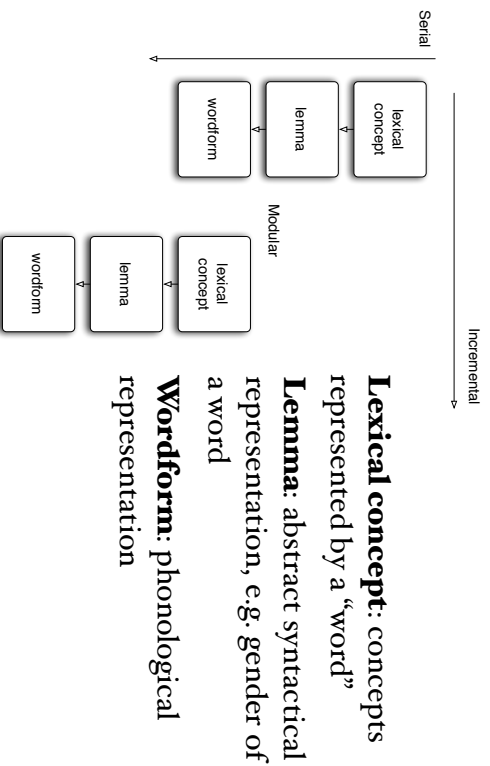 Incremental
Serial
lexical
concept
lemma
wordform
Modular
lexical
concept
lemma
wordform
Lexical concept: concepts
represented by a “word”
Lemma: abstract syntactical
representation, e.g. gender of
a word
Wordform: phonological
representation